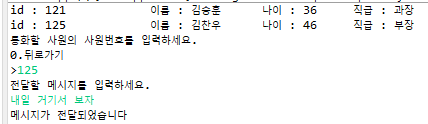 id : 121 이름 : 김승훈 나이 : 36 직급 : 과장
id : 125 이름 : 김찬우 나이 : 46 직급 : 부장
통화할 사원의 사원번호를 입력하세요.
0.뒤로가기
>125
전달할 메시지를 입력하세요.
내일 거기서 보자
메시지가 전달되었습니다